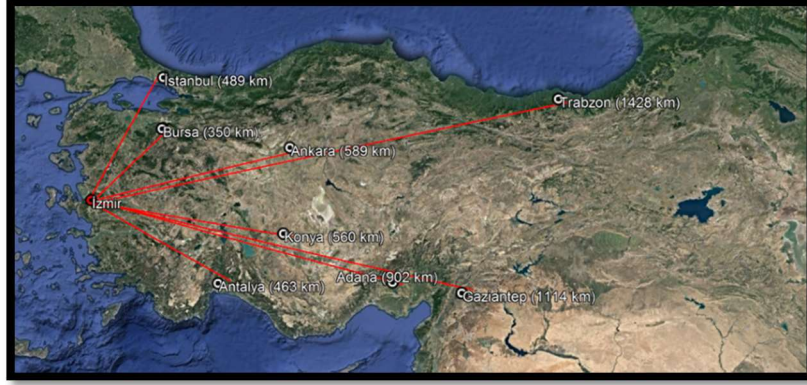 İstanbul (489 km)
Trabzon (1428 km)
Bursa (350 km)
Ankara (589 km)
İzmir
Konya (560 km)
Adana (902 km)
Antalya (463 km)
Gaziantep (1114 km)